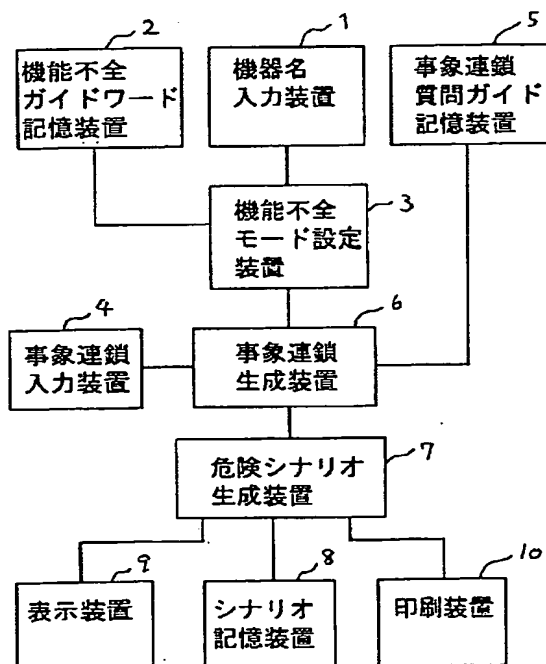 2
機能不全
ガイドワード
記憶装置
1
機器名
入力装置
5
事象連鎖
質問ガイド
記憶装置
3
機能不全
モード設定
装置
4
事象連鎖
入力装置
6
事象連鎖
生成装置
7
危険シナリオ
生成装置
9
表示装置
8
シナリオ
記憶装置
10
印刷装置